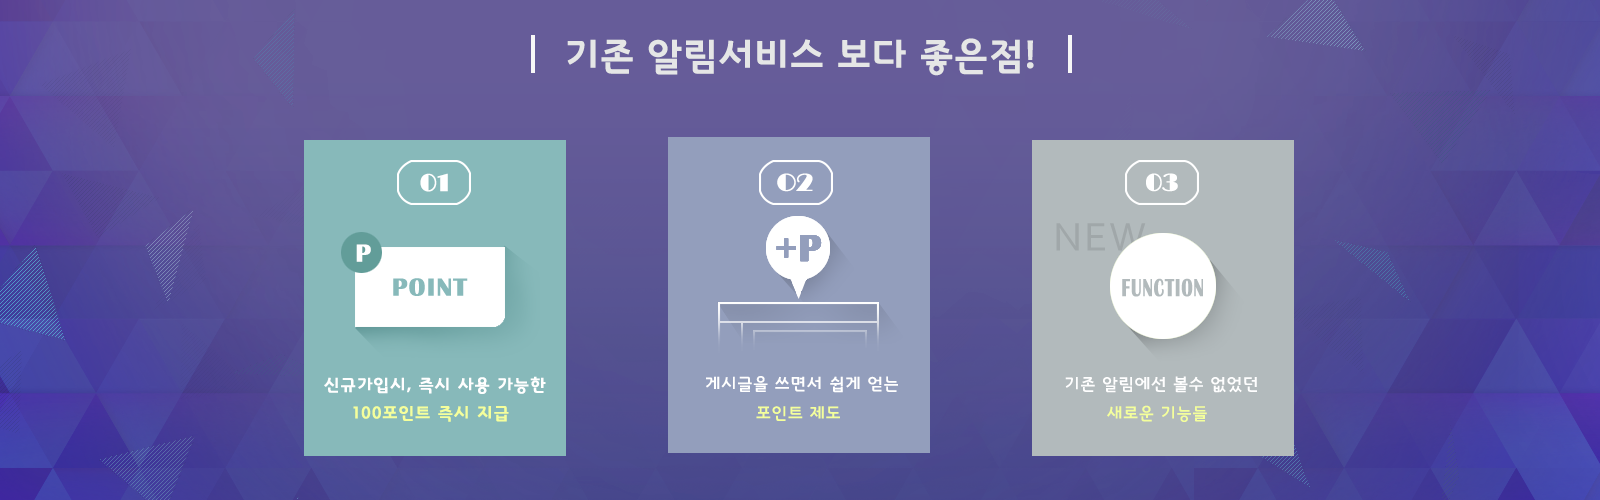 기존 알림서비스 보다 좋은점!
01
P
POINT
신규가입시, 즉시 사용 가능한
100포인트 즉시 지급
02
+P
게시글을 쓰면서 쉽게 얻는
포인트 제도
03
NEW
FUNCTION
기존 알림에선 볼수 없었던
새로운 기능들